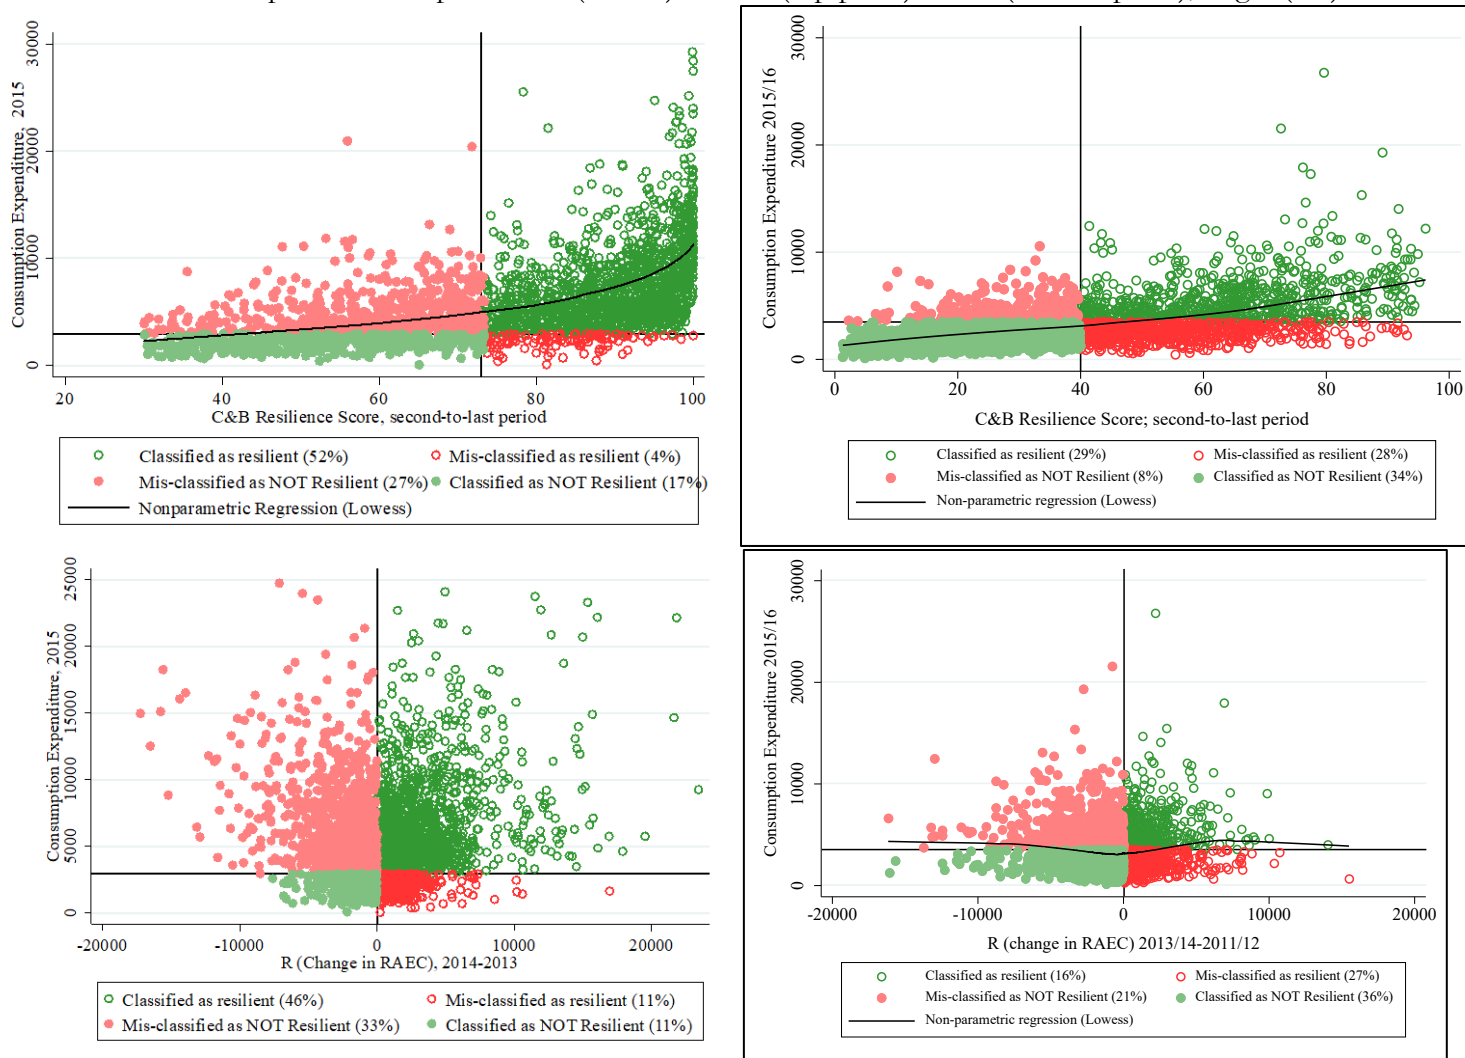 30000
20000
10000
0
Consumption Expenditure, 2015
20 40 60 80 100
C&B Resilience Score, second-to-last period
Classified as resilient (52%) Mis-classified as resilient (4%)
Mis-classified as NOT Resilient (27%) Classified as NOT Resilient (17%)
Nonparametric Regression (Lowess)
30000
20000
10000
0
Consumption Expenditure 2015/16
0 20 40 60 80 100
C&B Resilience Score; second-to-last period
Classified as resilient (29%) Mis-classified as resilient (28%)
Mis-classified as NOT Resilient (8%) Classified as NOT Resilient (34%)
Non-parametric regression (Lowess)
25000
20000
15000
10000
5000
0
Consumption Expenditure, 2015
-20000 -10000 0 10000 20000
R (Change in RAEC), 2014-2013
Classified as resilient (46%) Mis-classified as resilient (11%)
Mis-classified as NOT Resilient (33%) Classified as NOT Resilient (11%)
30000
20000
10000
0
Consumption Expenditure 2015/16
-20000 -10000 0 10000 20000
R (change in RAEC) 2013/14-2011/12
Classified as resilient (16%) Mis-classified as resilient (27%)
Mis-classified as NOT Resilient (21%) Classified as NOT Resilient (36%)
Non-parametric regression (Lowess)